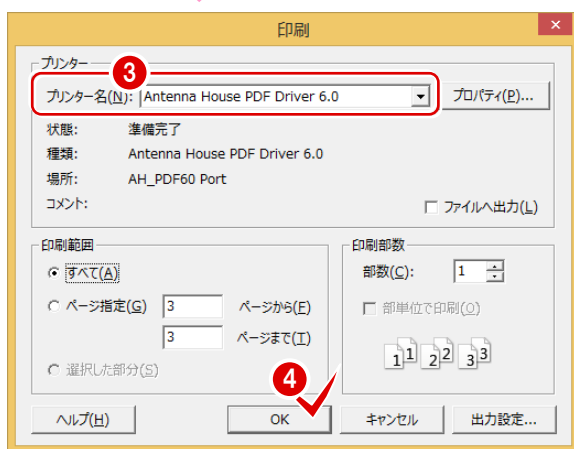 印刷
×
プリンター
3
プリンター名(N): Antenna House PDF Driver 6.0 プロパティ(P)...
状態: 準備完了
種類: Antenna House PDF Driver 6.0
場所: AH_PDF60 Port
コメント: ファイルへ出力(L)
印刷範囲
すべて(A)
ページ指定(G) 3 ページから(F)
3 ページまで(T)
選択した部分(S)
印刷部数
部数(C): 1
部単位で印刷(O)
1 1 2 2 3 3
4
ヘルプ(H) OK キャンセル 出力設定...